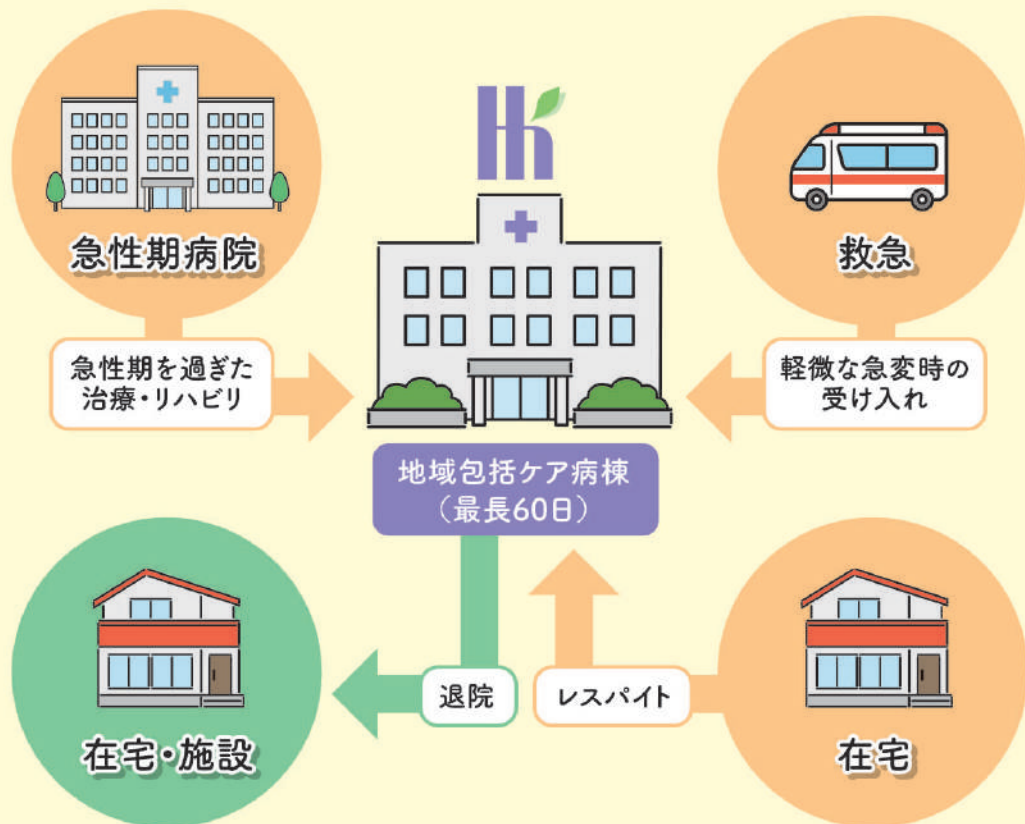 急性期病院
救急
急性期を過ぎた
治療・リハビリ
軽微な急変時の
受け入れ
地域包括ケア病棟
（最長60日）
退院
レスパイト
在宅・施設
在宅